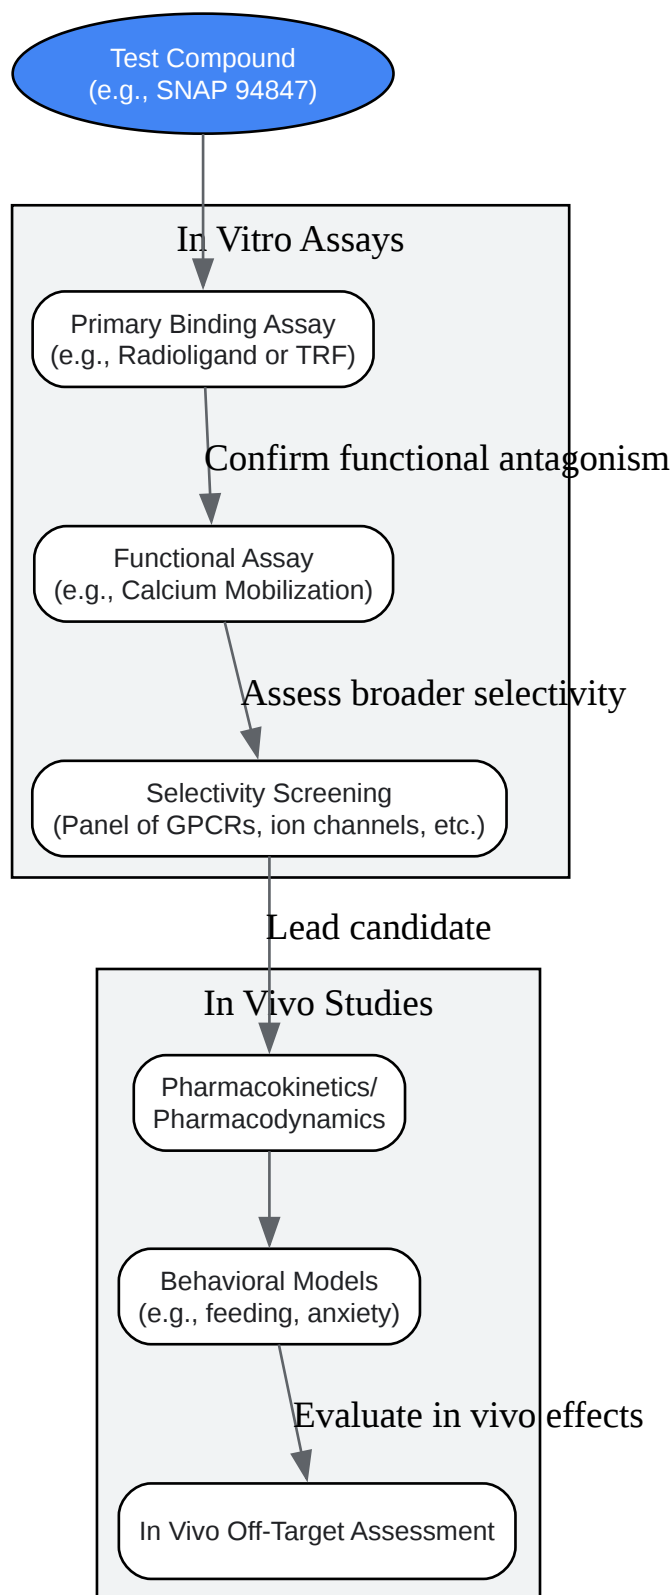 Test Compound
(e.g., SNAP 94847)
In Vitro Assays
Primary Binding Assay
(e.g., Radioligand or TRF)
Confirm functional antagonism
Functional Assay
(e.g., Calcium Mobilization)
Assess broader selectivity
Selectivity Screening
(Panel of GPCRs, ion channels, etc.)
Lead candidate
In Vivo Studies
Pharmacokinetics/
Pharmacodynamics
Behavioral Models
(e.g., feeding, anxiety)
Evaluate in vivo effects
In Vivo Off-Target Assessment